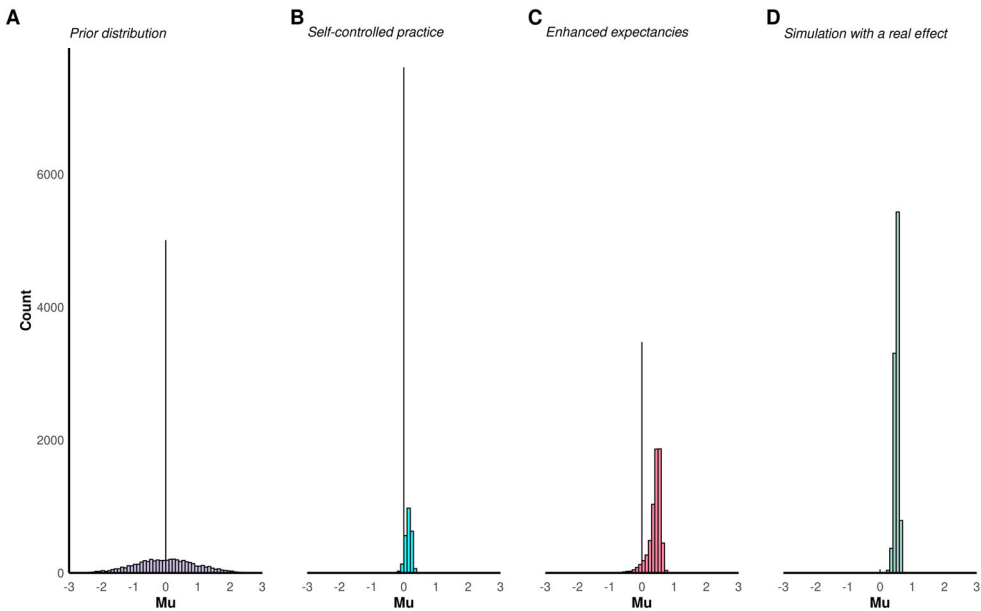 A
B
C
D
Prior distribution
Self-controlled practice
Enhanced expectancies
Simulation with a real effect
Count
6000
4000
2000
0
-3 -2 -1 0 1 2 3
-3 -2 -1 0 1 2 3
-3 -2 -1 0 1 2 3
-3 -2 -1 0 1 2 3
Mu
Mu
Mu
Mu